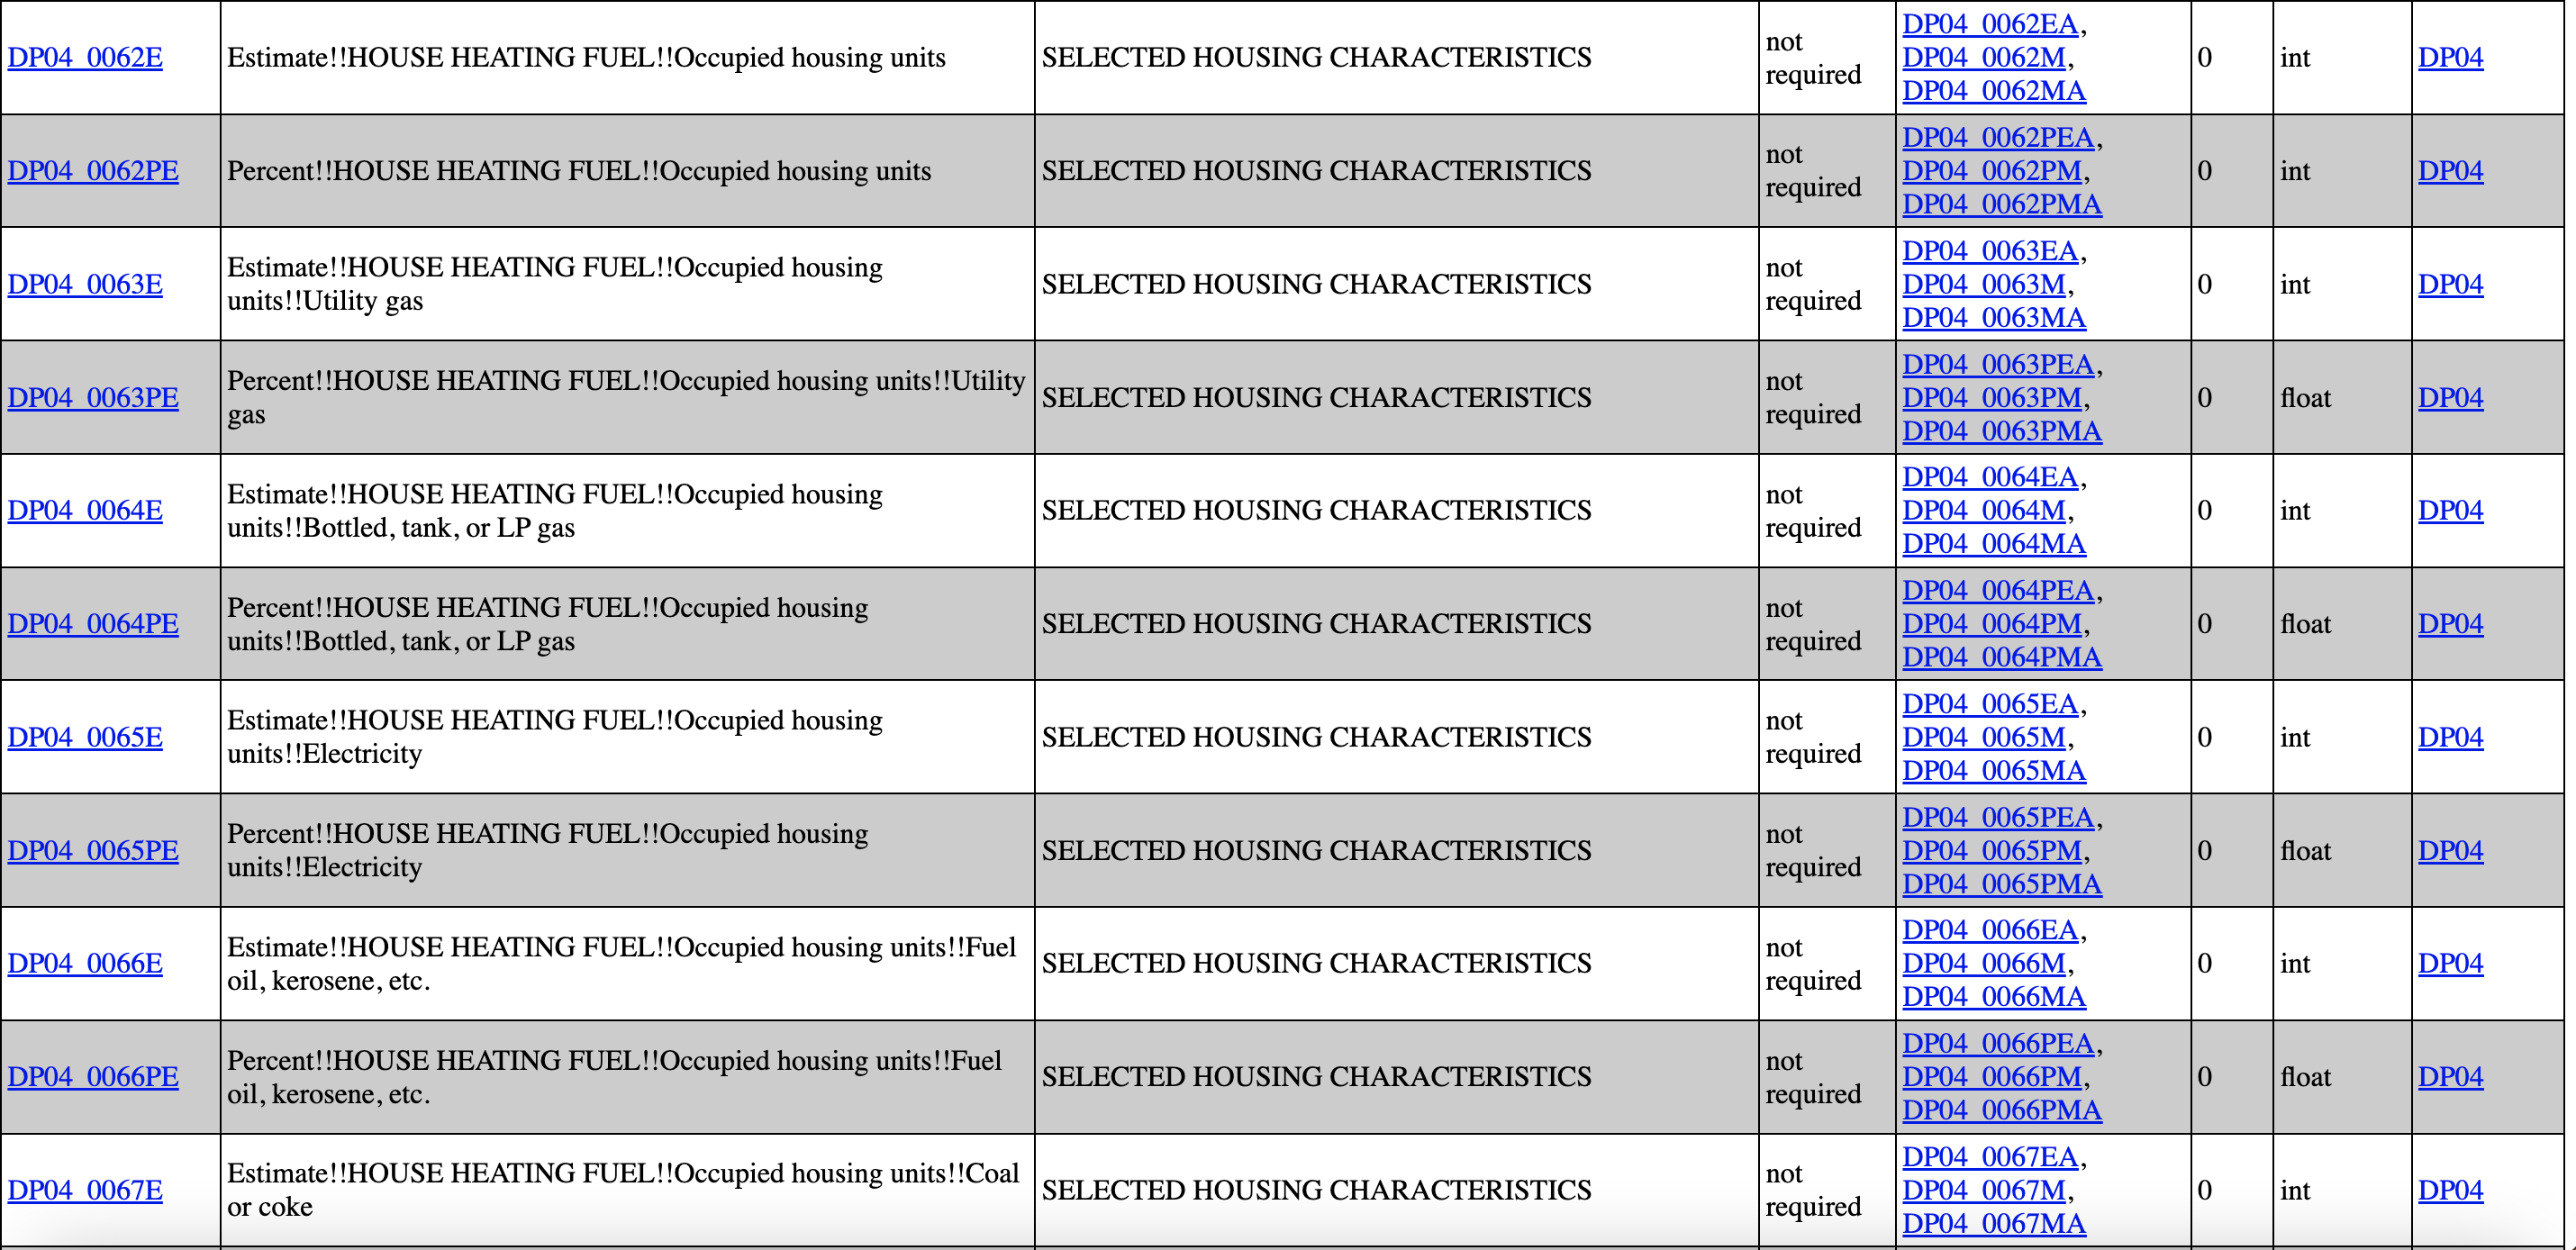 DP04_0062E Estimate!!HOUSE HEATING FUEL!!Occupied housing units SELECTED HOUSING CHARACTERISTICS not required DP04_0062EA, DP04_0062M, DP04_0062MA 0 int DP04
DP04_0062PE Percent!!HOUSE HEATING FUEL!!Occupied housing units SELECTED HOUSING CHARACTERISTICS not required DP04_0062PEA, DP04_0062PM, DP04_0062PMA 0 int DP04
DP04_0063E Estimate!!HOUSE HEATING FUEL!!Occupied housing units!!Utility gas SELECTED HOUSING CHARACTERISTICS not required DP04_0063EA, DP04_0063M, DP04_0063MA 0 int DP04
DP04_0063PE Percent!!HOUSE HEATING FUEL!!Occupied housing units!!Utility gas SELECTED HOUSING CHARACTERISTICS not required DP04_0063PEA, DP04_0063PM, DP04_0063PMA 0 float DP04
DP04_0064E Estimate!!HOUSE HEATING FUEL!!Occupied housing units!!Bottled, tank, or LP gas SELECTED HOUSING CHARACTERISTICS not required DP04_0064EA, DP04_0064M, DP04_0064MA 0 int DP04
DP04_0064PE Percent!!HOUSE HEATING FUEL!!Occupied housing units!!Bottled, tank, or LP gas SELECTED HOUSING CHARACTERISTICS not required DP04_0064PEA, DP04_0064PM, DP04_0064PMA 0 float DP04
DP04_0065E Estimate!!HOUSE HEATING FUEL!!Occupied housing units!!Electricity SELECTED HOUSING CHARACTERISTICS not required DP04_0065EA, DP04_0065M, DP04_0065MA 0 int DP04
DP04_0065PE Percent!!HOUSE HEATING FUEL!!Occupied housing units!!Electricity SELECTED HOUSING CHARACTERISTICS not required DP04_0065PEA, DP04_0065PM, DP04_0065PMA 0 float DP04
DP04_0066E Estimate!!HOUSE HEATING FUEL!!Occupied housing units!!Fuel oil, kerosene, etc. SELECTED HOUSING CHARACTERISTICS not required DP04_0066EA, DP04_0066M, DP04_0066MA 0 int DP04
DP04_0066PE Percent!!HOUSE HEATING FUEL!!Occupied housing units!!Fuel oil, kerosene, etc. SELECTED HOUSING CHARACTERISTICS not required DP04_0066PEA, DP04_0066PM, DP04_0066PMA 0 float DP04
DP04_0067E Estimate!!HOUSE HEATING FUEL!!Occupied housing units!!Coal or coke SELECTED HOUSING CHARACTERISTICS not required DP04_0067EA, DP04_0067M, DP04_0067MA 0 int DP04